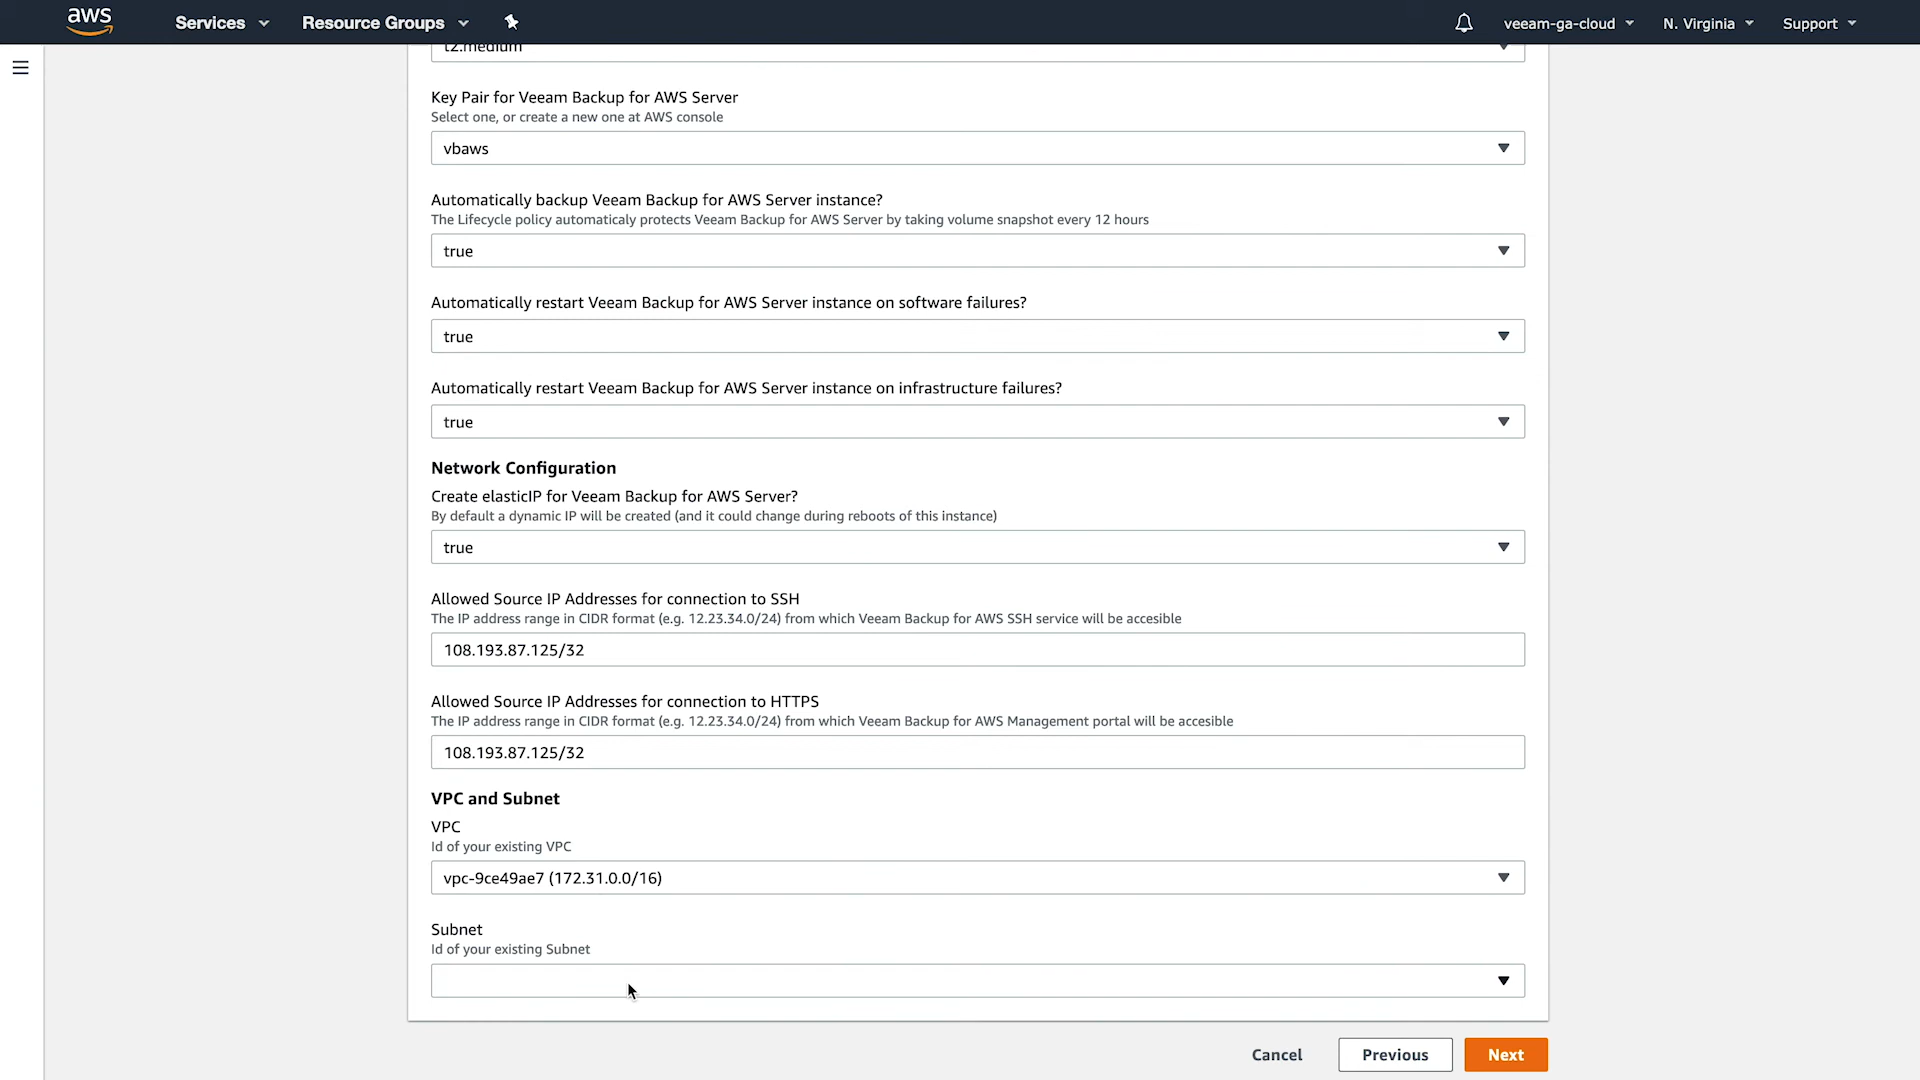 aws Services Resource Groups veeam-ga-cloud N. Virginia Support
t2.medium
Key Pair for Veeam Backup for AWS Server
Select one, or create a new one at AWS console
vbaws
Automatically backup Veeam Backup for AWS Server instance?
The Lifecycle policy automaticaly protects Veeam Backup for AWS Server by taking volume snapshot every 12 hours
true
Automatically restart Veeam Backup for AWS Server instance on software failures?
true
Automatically restart Veeam Backup for AWS Server instance on infrastructure failures?
true
Network Configuration
Create elasticIP for Veeam Backup for AWS Server?
By default a dynamic IP will be created (and it could change during reboots of this instance)
true
Allowed Source IP Addresses for connection to SSH
The IP address range in CIDR format (e.g. 12.23.34.0/24) from which Veeam Backup for AWS SSH service will be accesible
108.193.87.125/32
Allowed Source IP Addresses for connection to HTTPS
The IP address range in CIDR format (e.g. 12.23.34.0/24) from which Veeam Backup for AWS Management portal will be accesible
108.193.87.125/32
VPC and Subnet
VPC
Id of your existing VPC
vpc-9ce49ae7 (172.31.0.0/16)
Subnet
Id of your existing Subnet
Cancel Previous Next